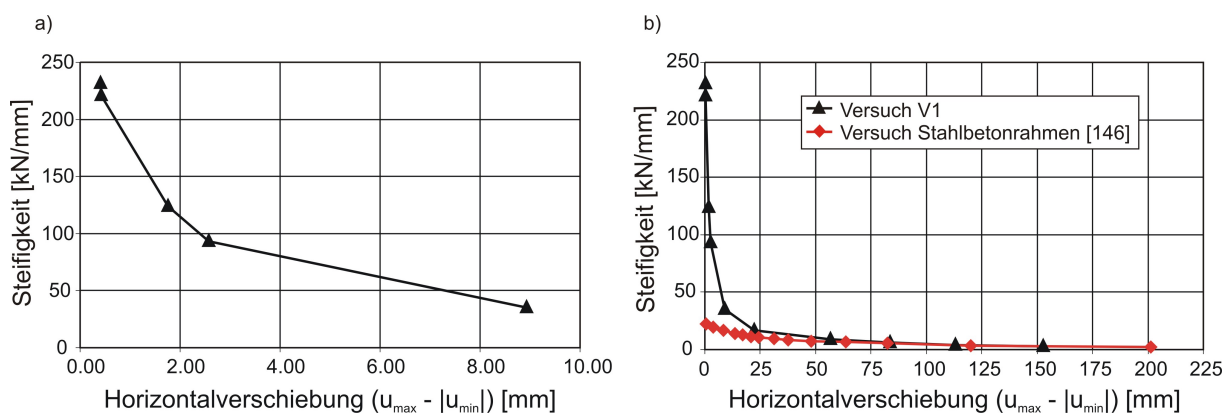 a)
250
200
150
100
50
0
Steifigkeit [kN/mm]
0.00 2.00 4.00 6.00 8.00 10.00
Horizontalverschiebung (umax - |umin|) [mm]
b)
250
200
150
100
50
0
Steifigkeit [kN/mm]
Versuch V1
Versuch Stahlbetonrahmen [146]
0 25 50 75 100 125 150 175 201 225
Horizontalverschiebung (umax - |umin|) [mm]